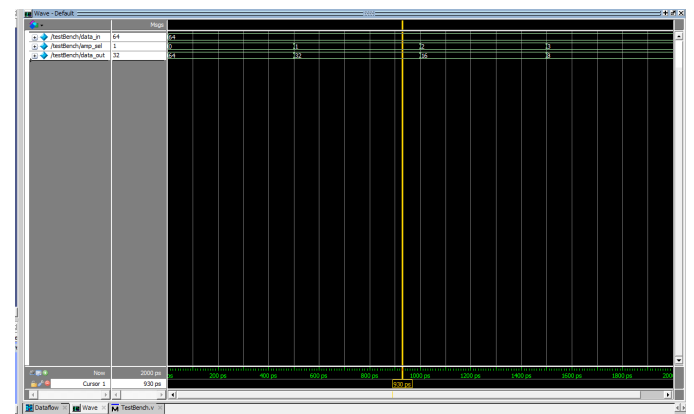 Wave - Default
Msgs
/testBench/data_in 64 64
/testBench/amp_sel 1 0 1 2 3
/testBench/data_out 32 64 32 16 8
Now 2000 ps ps 200 ps 400 ps 600 ps 800 ps 1000 ps 1200 ps 1400 ps 1600 ps 1800 ps 200
Cursor 1 930 ps 930 ps
Dataflow Wave TestBench.v